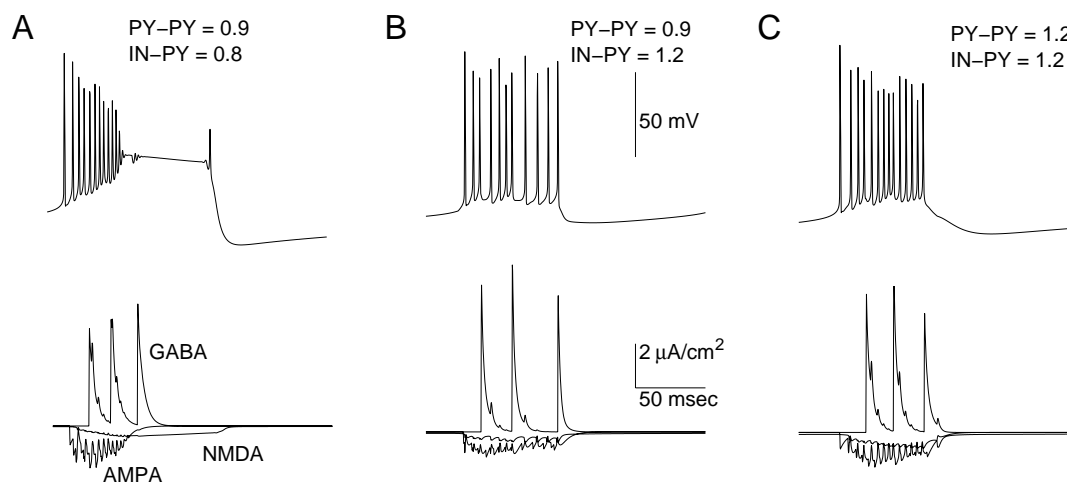 A
PY−PY = 0.9
IN−PY = 0.8
B
PY−PY = 0.9
IN−PY = 1.2
C
PY−PY = 1.2
IN−PY = 1.2
50 mV
GABA
NMDA
AMPA
2 μA/cm²
50 msec